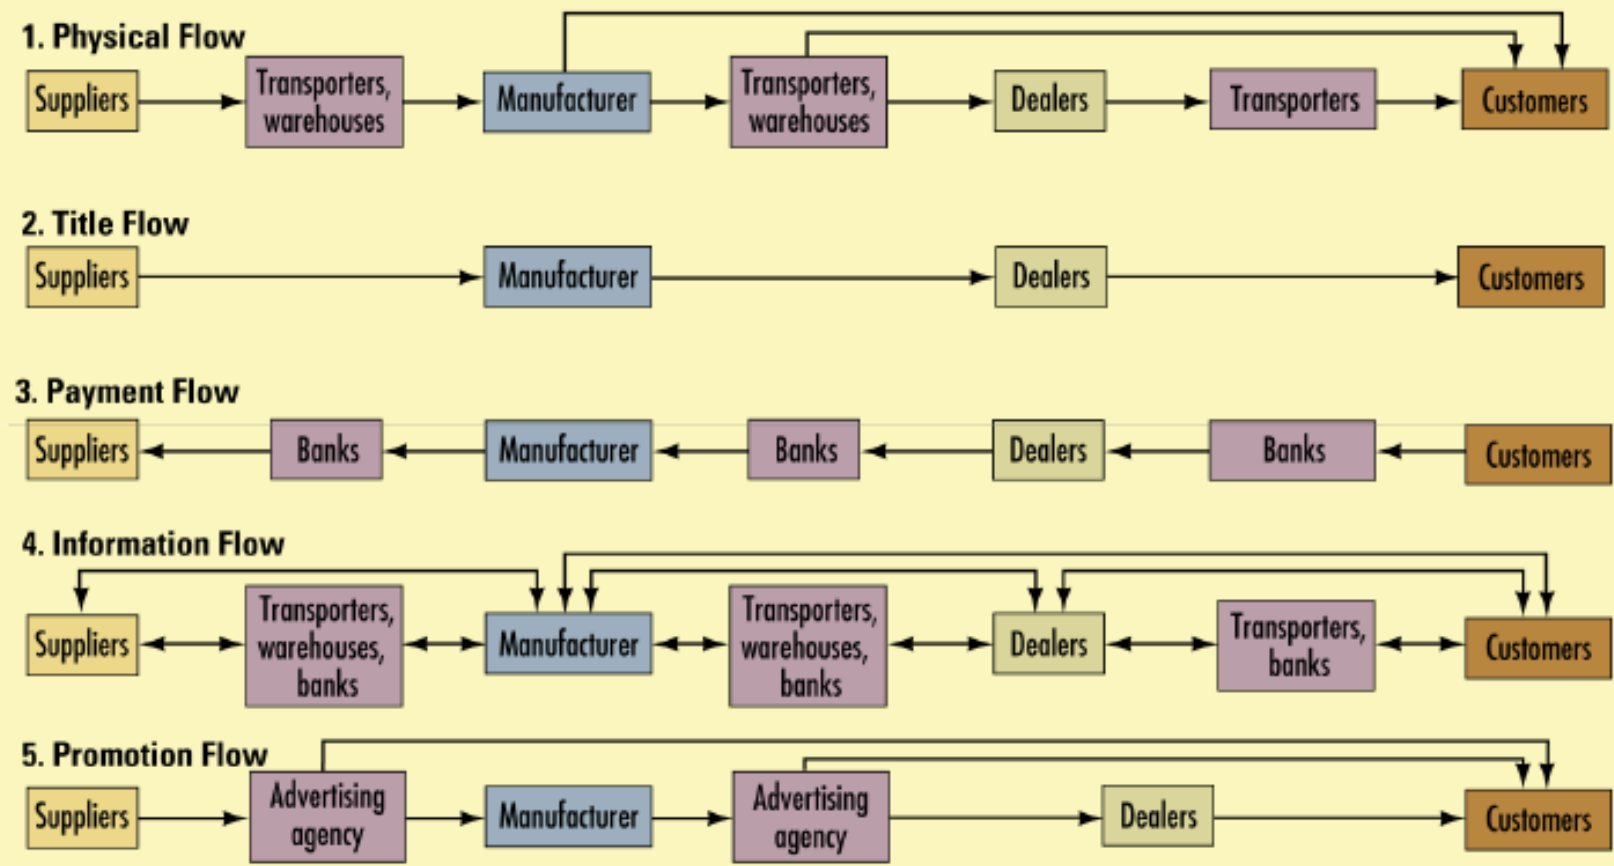 1. Physical Flow
Suppliers
Transporters,
warehouses
Manufacturer
Transporters,
warehouses
Dealers
Transporters
Customers
2. Title Flow
Suppliers
Manufacturer
Dealers
Customers
3. Payment Flow
Suppliers
Banks
Manufacturer
Banks
Dealers
Banks
Customers
4. Information Flow
Suppliers
Transporters,
warehouses,
banks
Manufacturer
Transporters,
warehouses,
banks
Dealers
Transporters,
banks
Customers
5. Promotion Flow
Suppliers
Advertising
agency
Manufacturer
Advertising
agency
Dealers
Customers